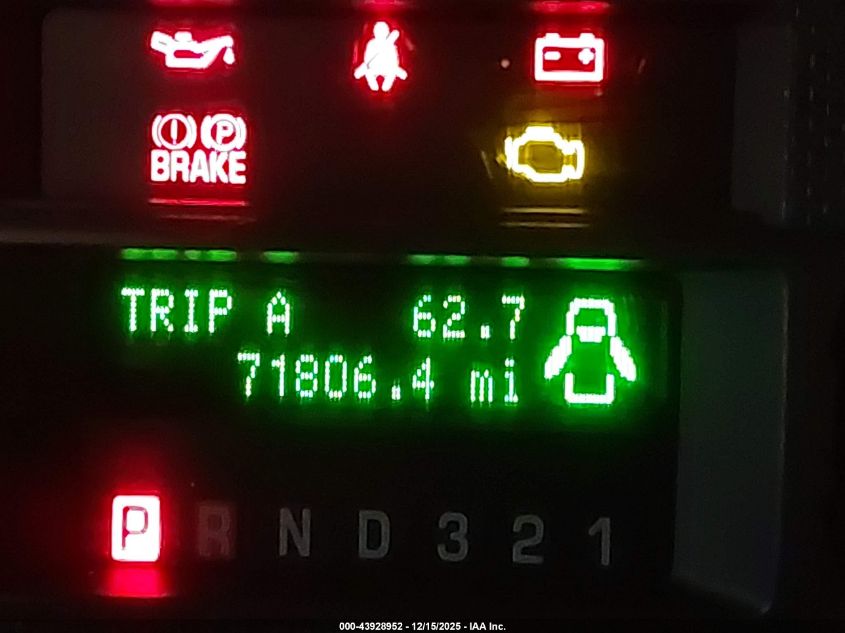 BRAKE
TRIP A 62.7
71806.4 mi
P R N D 3 2 1
000-43928952 - 12/15/2025 - IAA Inc.